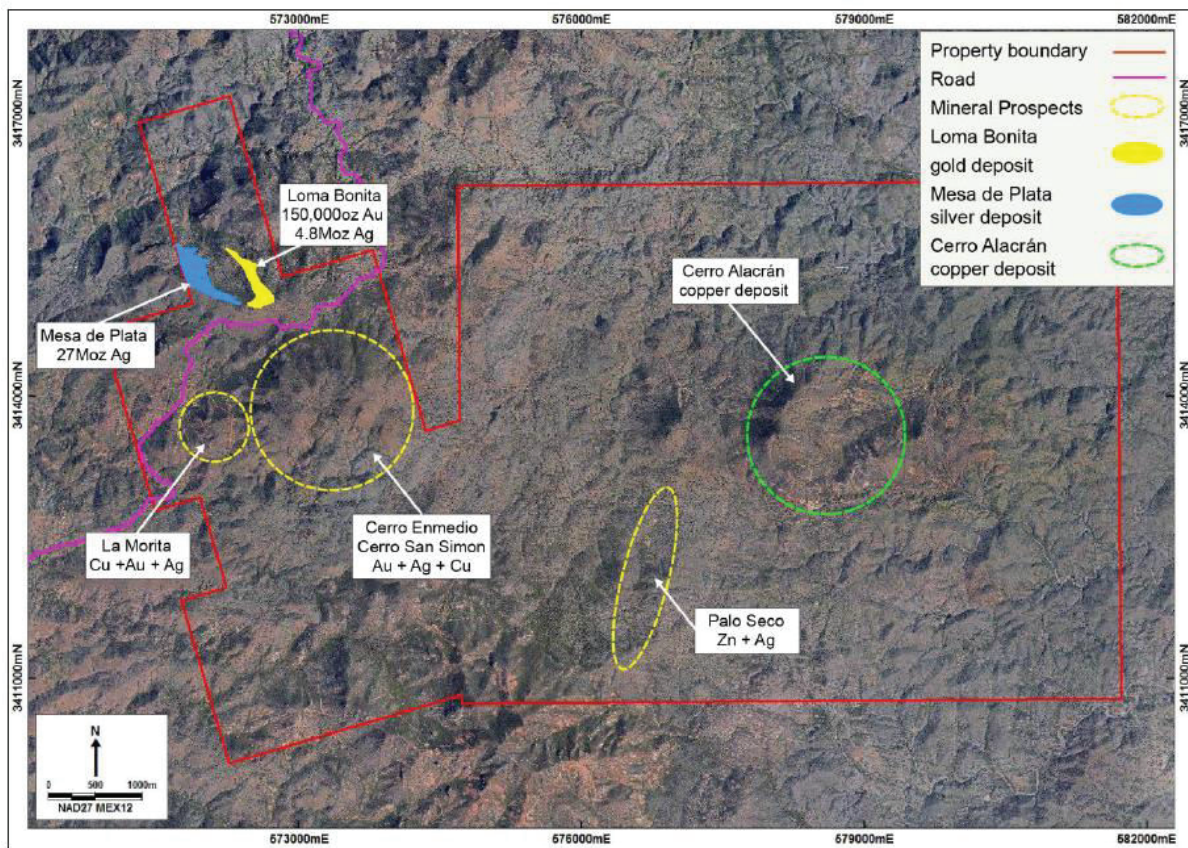 573000mE
576000mE
579000mE
582000mE
3417000mN
3414000mN
3411000mN
Property boundary
Road
Mineral Prospects
Loma Bonita
gold deposit
Mesa de Plata
silver deposit
Cerro Alacrán
copper deposit
3417000mN
3414000mN
3411000mN
Loma Bonita
150,000oz Au
4.8Moz Ag
Mesa de Plata
27Moz Ag
Cerro Alacrán
copper deposit
La Morita
Cu +Au + Ag
Cerro Enmedio
Cerro San Simon
Au + Ag + Cu
Palo Seco
Zn + Ag
N
0 500 1000m
NAD27 MEX12
573000mE
576000mE
579000mE
582000mE